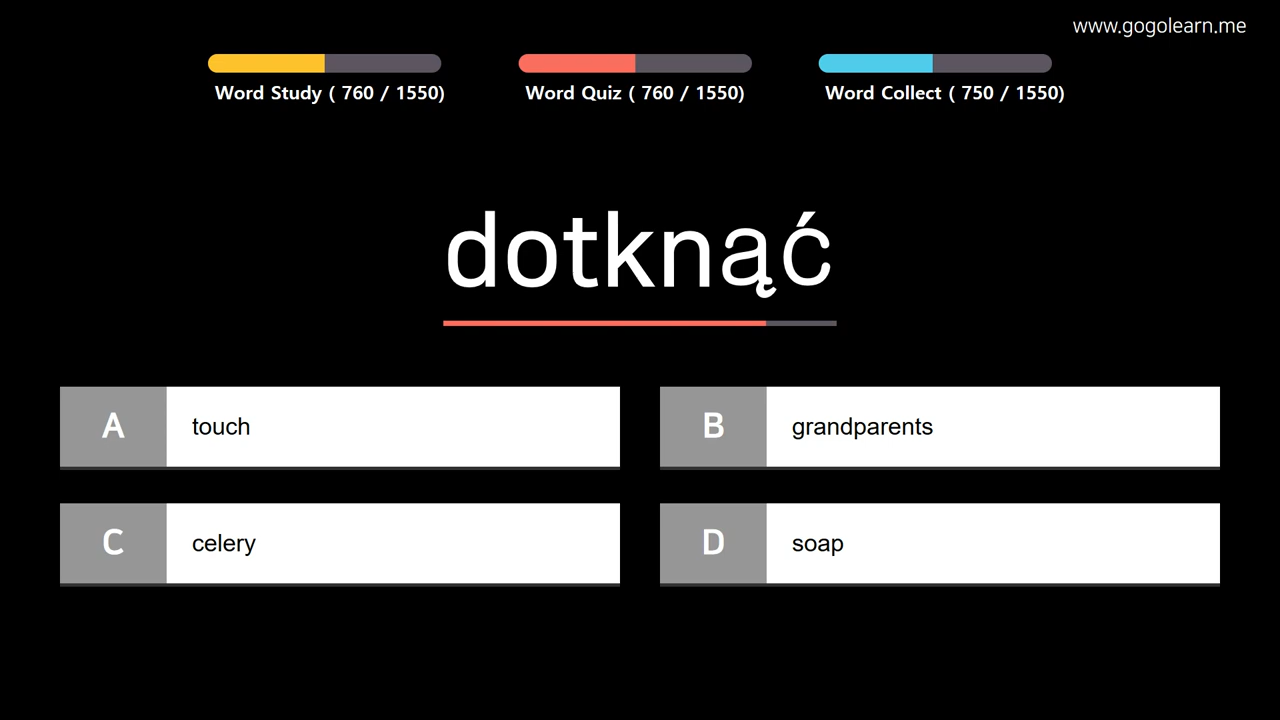 www.gogolearn.me
Word Study ( 760 / 1550)
Word Quiz ( 760 / 1550)
Word Collect ( 750 / 1550)
dotknąć
A touch
B grandparents
C celery
D soap